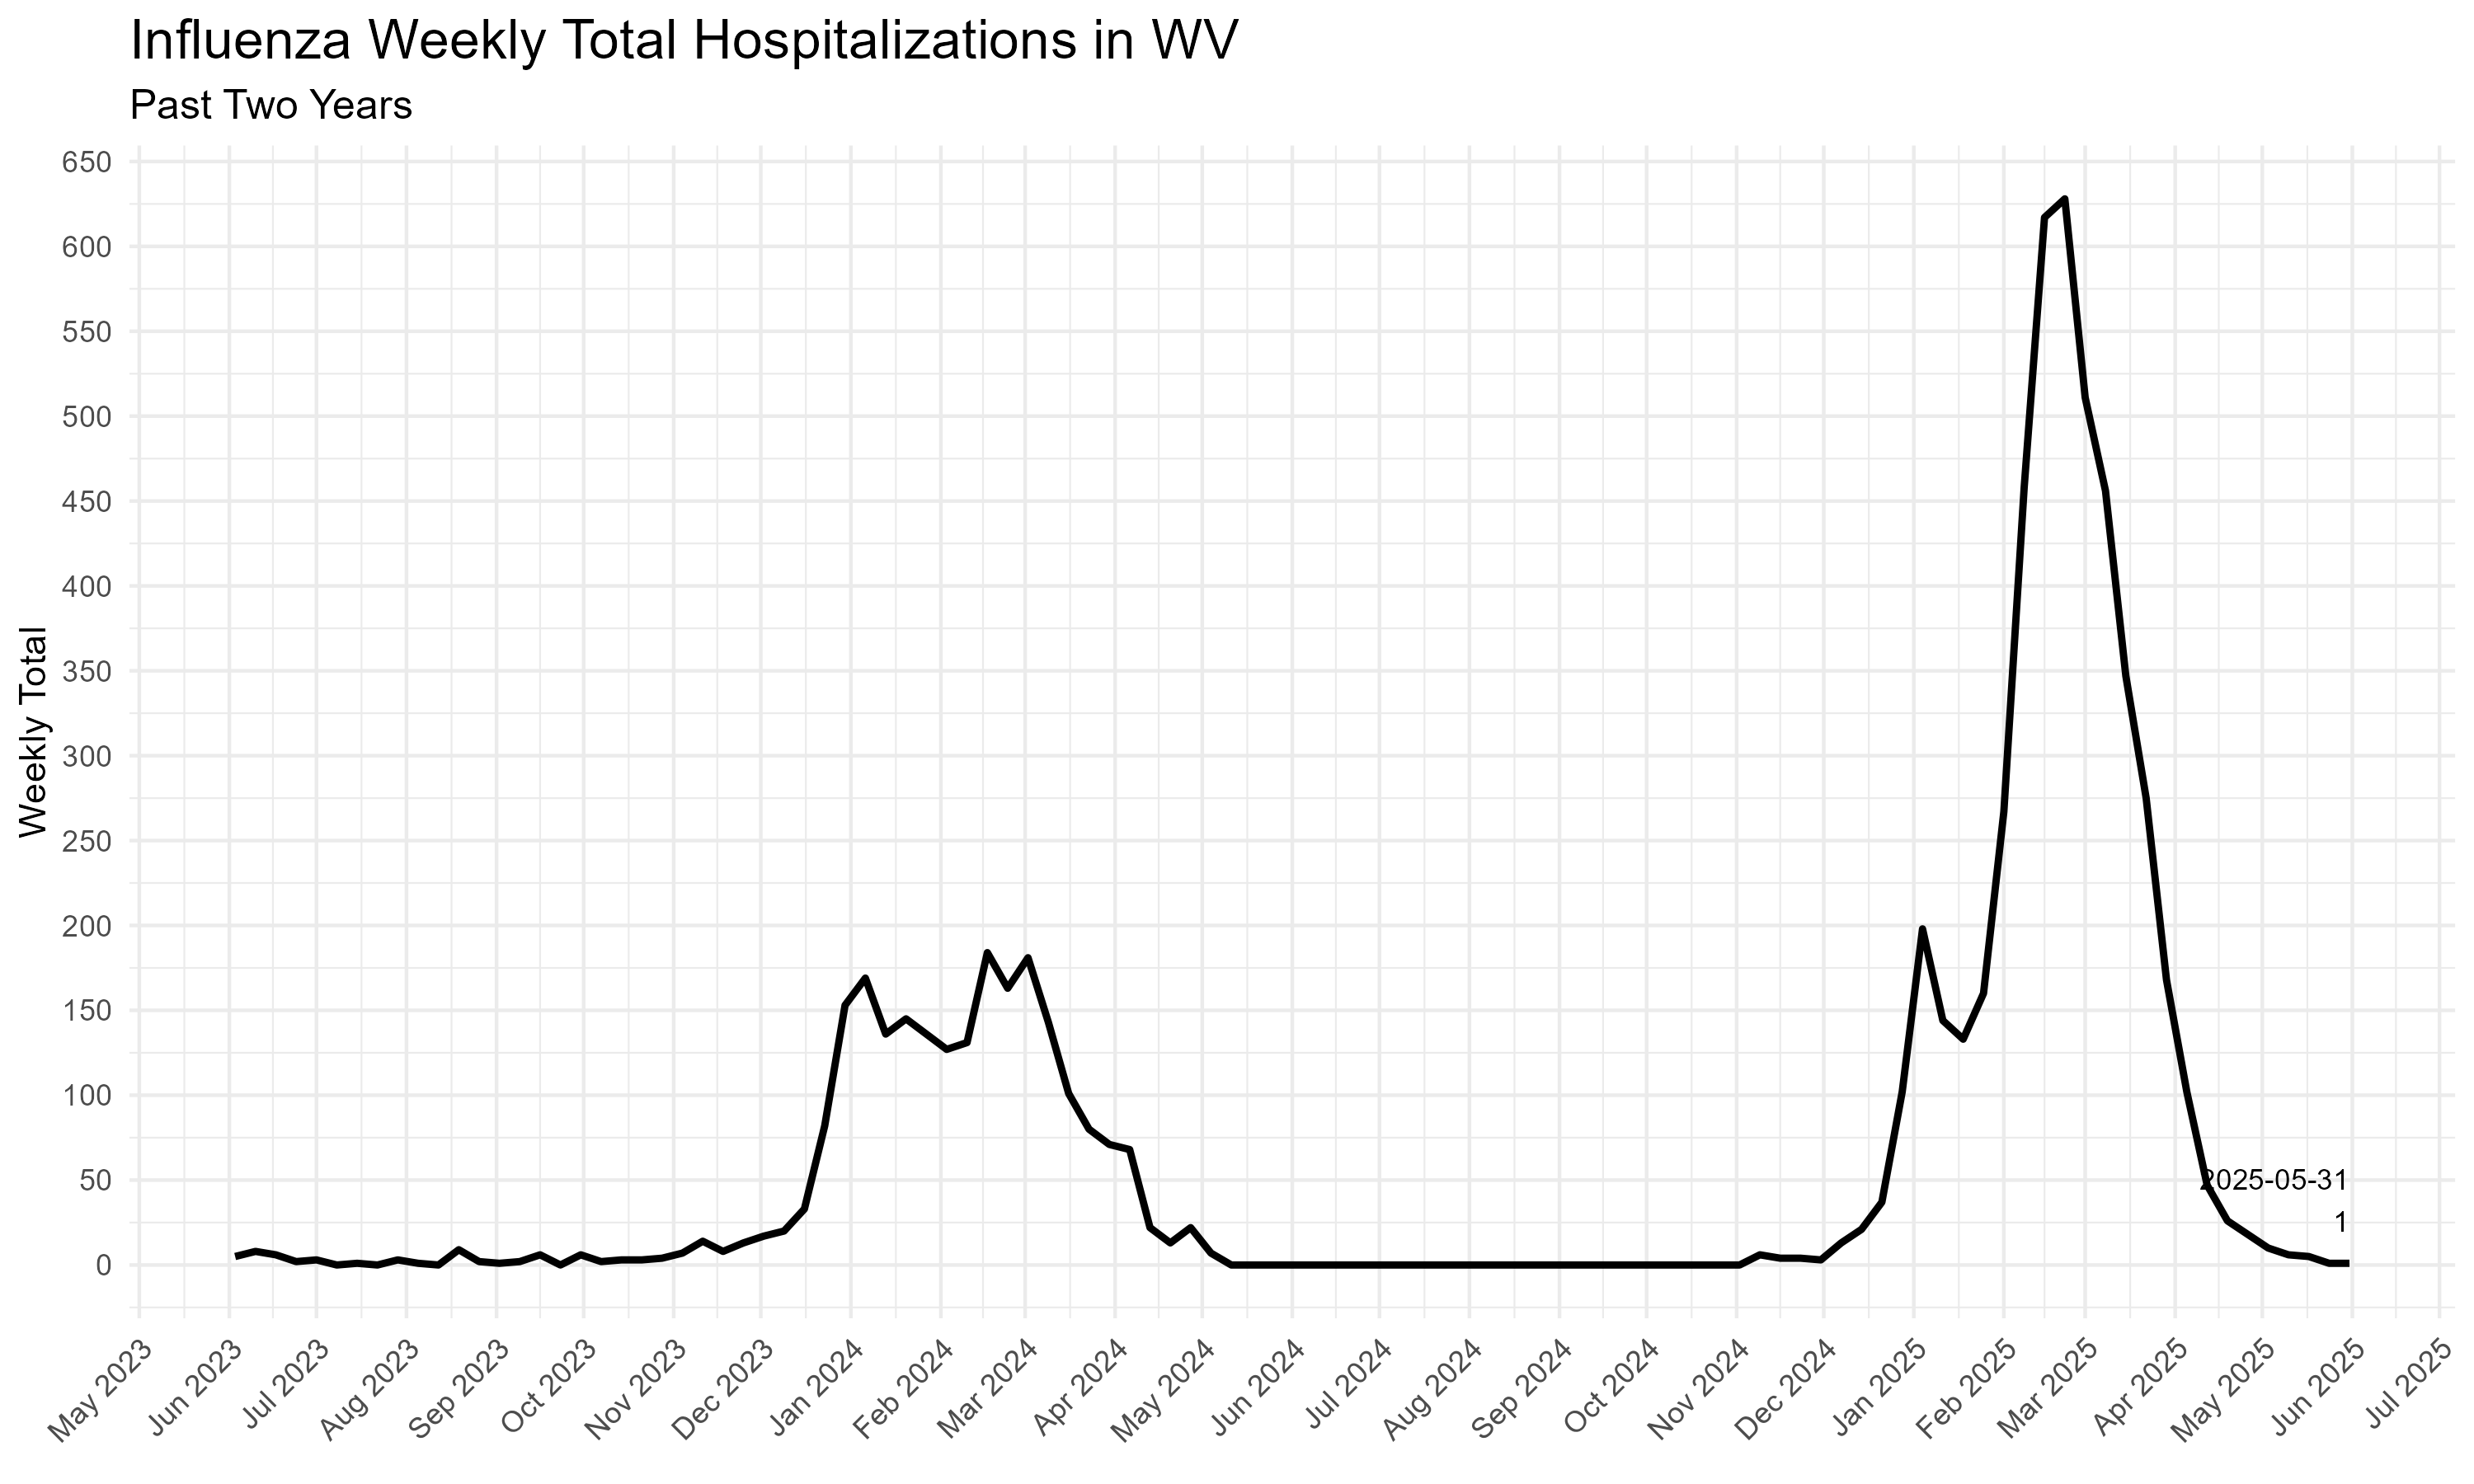 Influenza Weekly Total Hospitalizations in WV
Past Two Years
Weekly Total
650
600
550
500
450
400
350
300
250
200
150
100
50
0
2025-05-31
1
May 2023
Jun 2023
Jul 2023
Aug 2023
Sep 2023
Oct 2023
Nov 2023
Dec 2023
Jan 2024
Feb 2024
Mar 2024
Apr 2024
May 2024
Jun 2024
Jul 2024
Aug 2024
Sep 2024
Oct 2024
Nov 2024
Dec 2024
Jan 2025
Feb 2025
Mar 2025
Apr 2025
May 2025
Jun 2025
Jul 2025